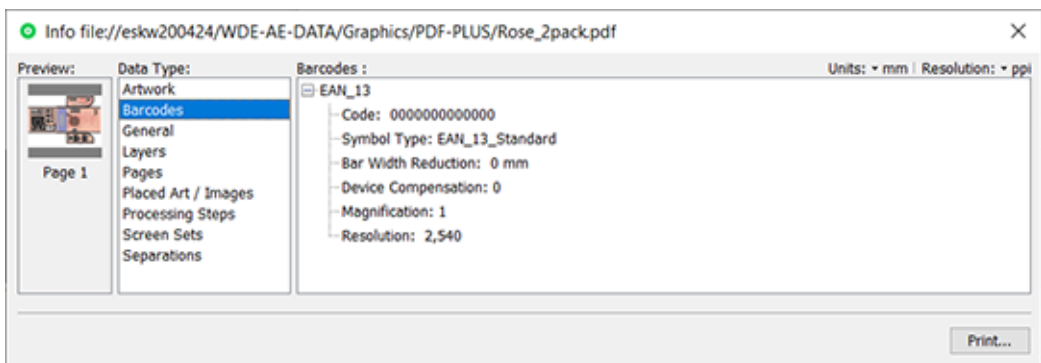 Info file://eskw200424/WDE-AE-DATA/Graphics/PDF-PLUS/Rose_2pack.pdf
Preview:
Page 1
Data Type:
Artwork
Barcodes
General
Layers
Pages
Placed Art / Images
Processing Steps
Screen Sets
Separations
Barcodes :
Units: mm | Resolution: ppi
EAN_13
Code: 0000000000000
Symbol Type: EAN_13_Standard
Bar Width Reduction: 0 mm
Device Compensation: 0
Magnification: 1
Resolution: 2,540
Print...